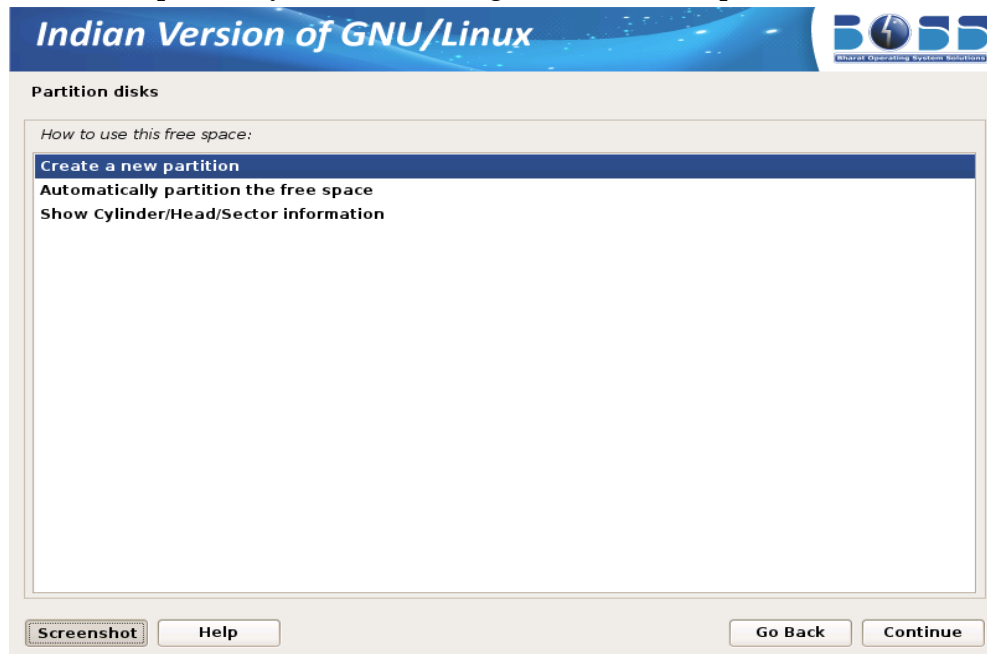 Indian Version of GNU/Linux
BOSS
Bharat Operating System Solutions
Partition disks
How to use this free space:
Create a new partition
Automatically partition the free space
Show Cylinder/Head/Sector information
Screenshot Help Go Back Continue